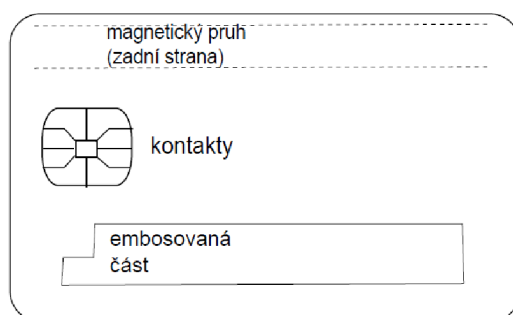 magnetický pruh
(zadní strana)
kontakty
embosovaná
část